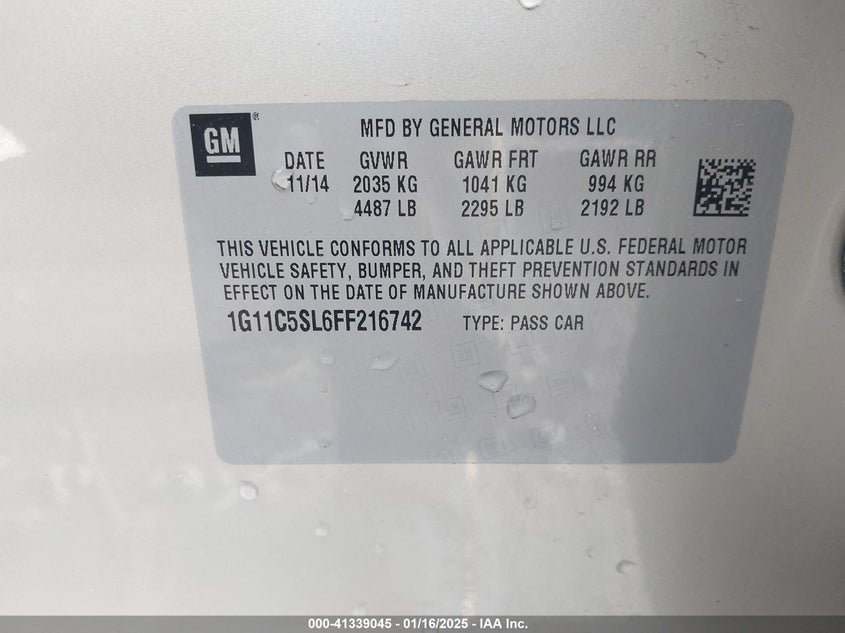 GM
MFD BY GENERAL MOTORS LLC
DATE GVWR GAWR FRT GAWR RR
11/14 2035 KG 1041 KG 994 KG
4487 LB 2295 LB 2192 LB
THIS VEHICLE CONFORMS TO ALL APPLICABLE U.S. FEDERAL MOTOR
VEHICLE SAFETY, BUMPER, AND THEFT PREVENTION STANDARDS IN
EFFECT ON THE DATE OF MANUFACTURE SHOWN ABOVE.
1G11C5SL6FF216742 TYPE: PASS CAR
000-41339045 - 01/16/2025 - IAA Inc.